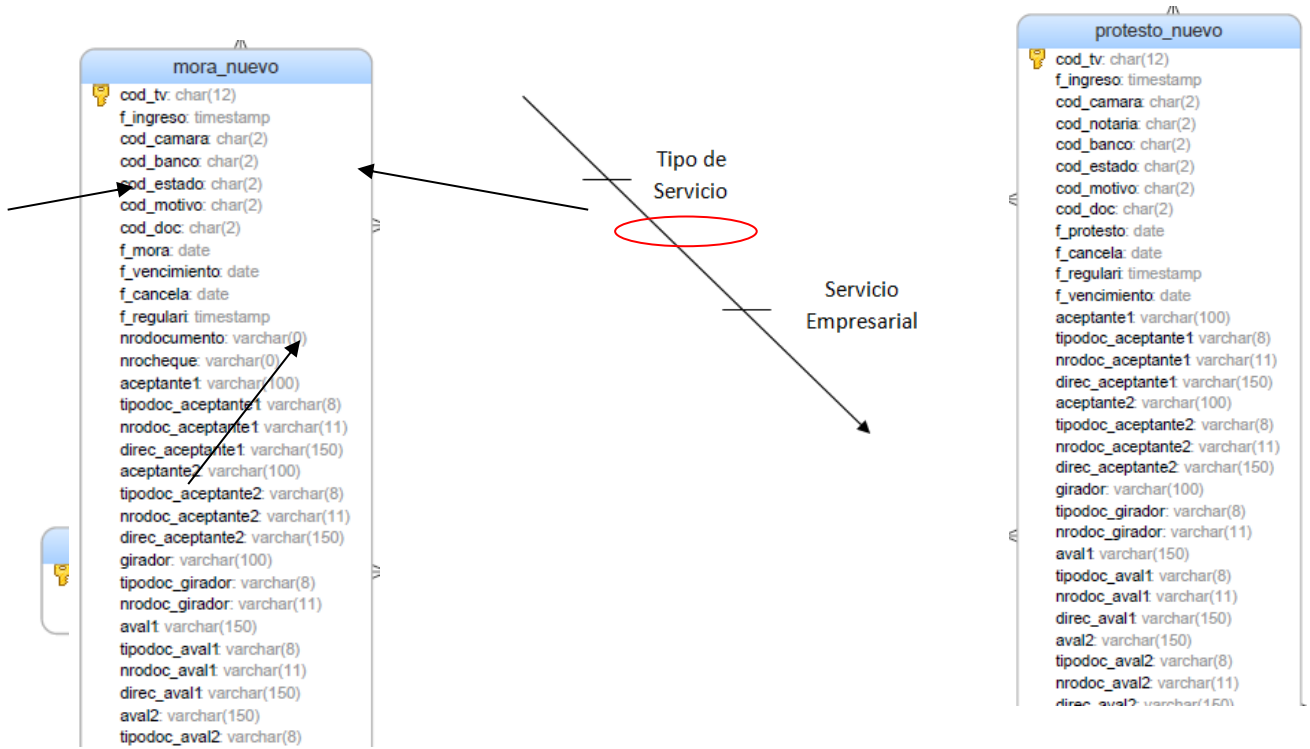 mora_nuevo
cod_tv: char(12)
f_ingreso: timestamp
cod_camara: char(2)
cod_banco: char(2)
cod_estado: char(2)
cod_motivo: char(2)
cod_doc: char(2)
f_mora: date
f_vencimiento: date
f_cancela: date
f_regulari: timestamp
nrodocumento: varchar(0)
nrocheque: varchar(0)
aceptante1: varchar(100)
tipodoc_aceptante1: varchar(8)
nrodoc_aceptante1: varchar(11)
direc_aceptante1: varchar(150)
aceptante2: varchar(100)
tipodoc_aceptante2: varchar(8)
nrodoc_aceptante2: varchar(11)
direc_aceptante2: varchar(150)
girador: varchar(100)
tipodoc_girador: varchar(8)
nrodoc_girador: varchar(11)
aval1: varchar(150)
tipodoc_aval1: varchar(8)
nrodoc_aval1: varchar(11)
direc_aval1: varchar(150)
aval2: varchar(150)
tipodoc_aval2: varchar(8)
Tipo de
Servicio
Servicio
Empresarial
protesto_nuevo
cod_tv: char(12)
f_ingreso: timestamp
cod_camara: char(2)
cod_notaria: char(2)
cod_banco: char(2)
cod_estado: char(2)
cod_motivo: char(2)
cod_doc: char(2)
f_protesto: date
f_cancela: date
f_regulari: timestamp
f_vencimiento: date
aceptante1: varchar(100)
tipodoc_aceptante1: varchar(8)
nrodoc_aceptante1: varchar(11)
direc_aceptante1: varchar(150)
aceptante2: varchar(100)
tipodoc_aceptante2: varchar(8)
nrodoc_aceptante2: varchar(11)
direc_aceptante2: varchar(150)
girador: varchar(100)
tipodoc_girador: varchar(8)
nrodoc_girador: varchar(11)
aval1: varchar(150)
tipodoc_aval1: varchar(8)
nrodoc_aval1: varchar(11)
direc_aval1: varchar(150)
aval2: varchar(150)
tipodoc_aval2: varchar(8)
nrodoc_aval2: varchar(11)
direc_aval2: varchar(150)